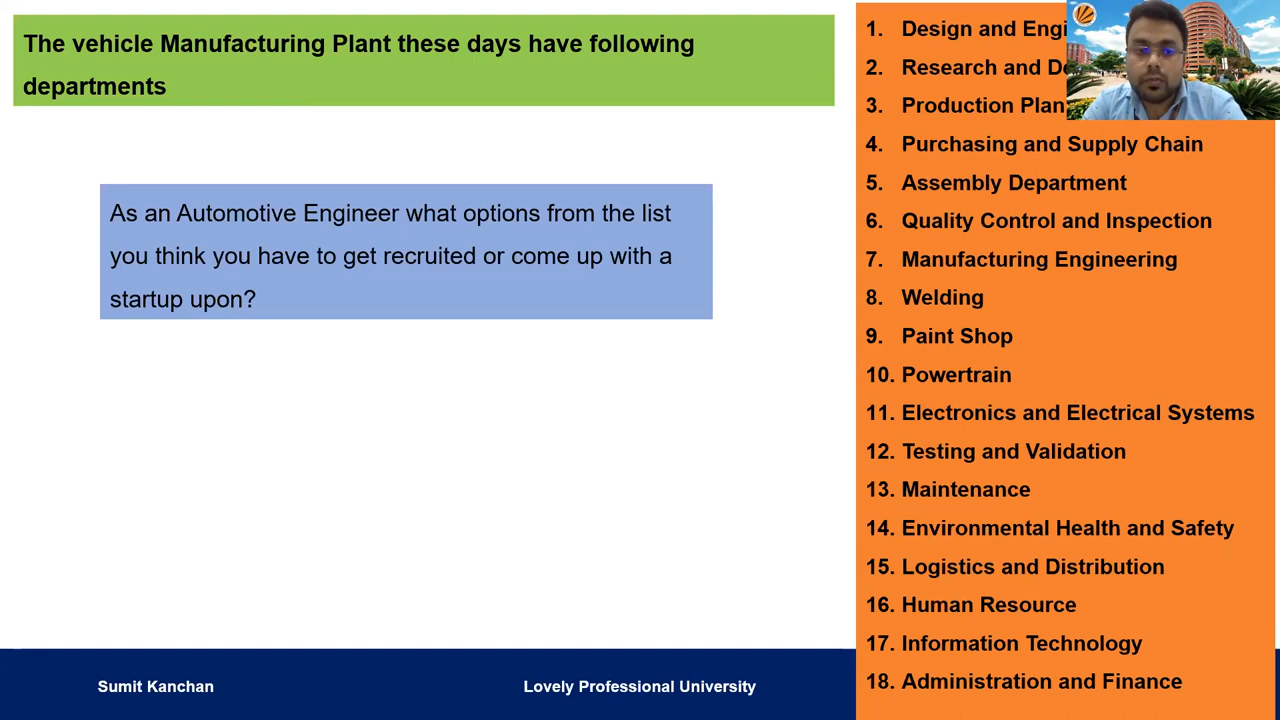 The vehicle Manufacturing Plant these days have following
departments
As an Automotive Engineer what options from the list
you think you have to get recruited or come up with a
startup upon?
1. Design and
2. Research and
3. Production
4. Purchasing and Supply Chain
5. Assembly Department
6. Quality Control and Inspection
7. Manufacturing Engineering
8. Welding
9. Paint Shop
10. Powertrain
11. Electronics and Electrical Systems
12. Testing and Validation
13. Maintenance
14. Environmental Health and Safety
15. Logistics and Distribution
16. Human Resource
17. Information Technology
18. Administration and Finance
Sumit Kanchan
Lovely Professional University